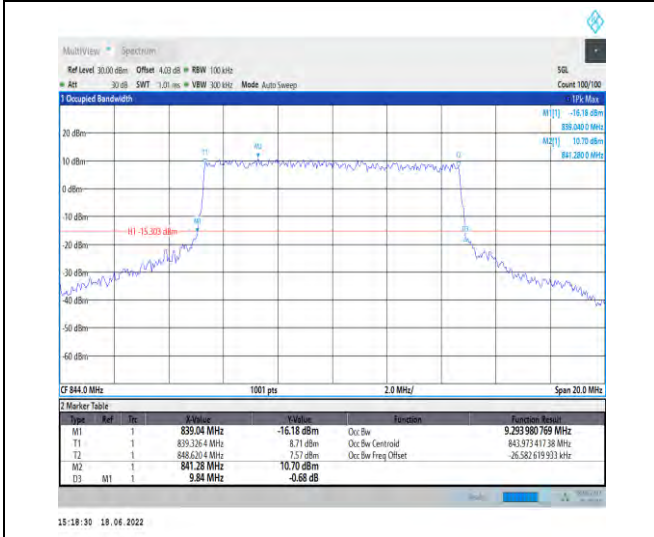 MultiView Spectrum
Ref Level 30.00 dBm Offset 4.03 dB RBW 100 kHz SGL
Att 30 dB SWT 1.01 ms VBW 300 kHz Mode Auto Sweep Count 100/100
1 Occupied Bandwidth 1Pk Max
M1[1] -16.18 dBm
839.040 0 MHz
M2[1] 10.70 dBm
841.280 0 MHz
20 dBm
M2
T1
T2
10 dBm
0 dBm
-10 dBm
M1
H1 -15.303 dBm
D3
-20 dBm
-30 dBm
-40 dBm
-50 dBm
-60 dBm
CF 844.0 MHz 1001 pts 2.0 MHz/ Span 20.0 MHz
2 Marker Table
Type Ref Trc X-Value Y-Value Function Function Result
M1 1 839.04 MHz -16.18 dBm Occ Bw 9.293 980 769 MHz
T1 1 839.326 4 MHz 8.71 dBm Occ Bw Centroid 843.973 417 38 MHz
T2 1 848.620 4 MHz 7.57 dBm Occ Bw Freq Offset -26.582 619 933 kHz
M2 1 841.28 MHz 10.70 dBm
D3 M1 1 9.84 MHz -0.68 dB
15:18:30 18.06.2022